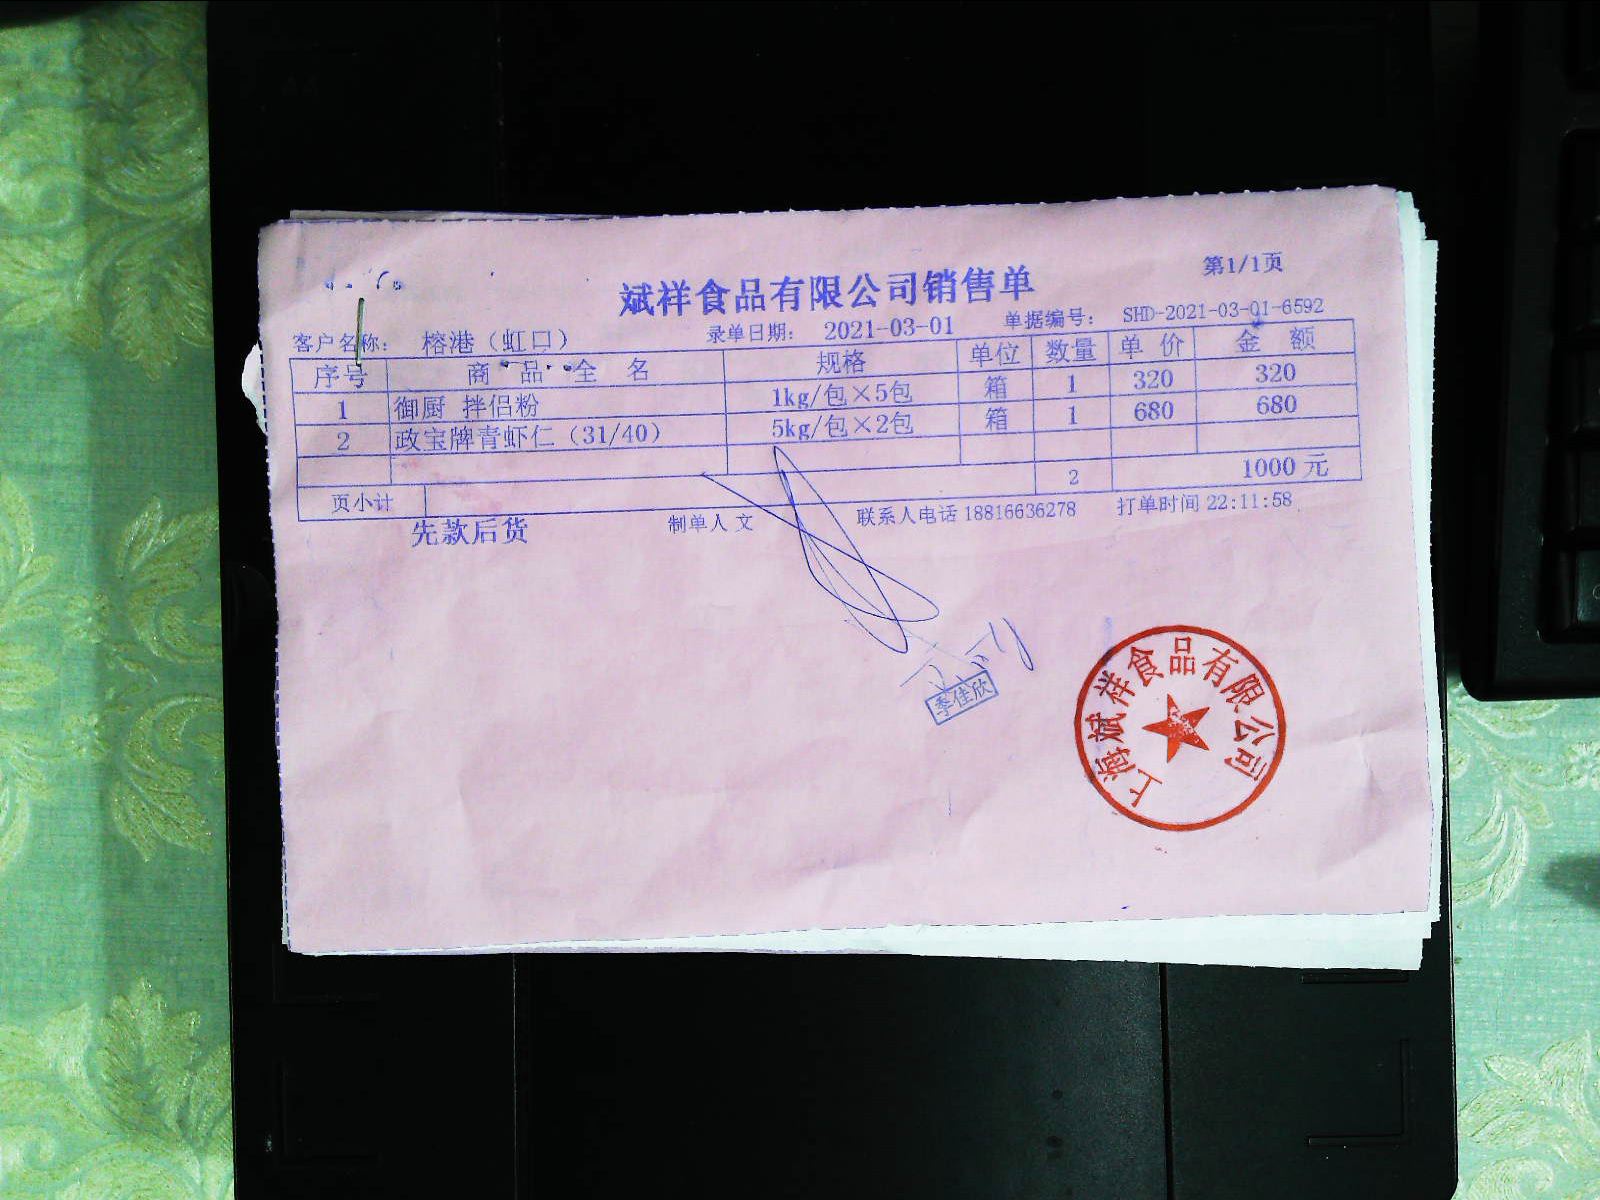 斌祥食品有限公司销售单
第1/1页
客户名称： 榕港（虹口） 录单日期： 2021-03-01 单据编号： SHD-2021-03-01-6592
序号 商品全名 规格 单位 数量 单价 金额
1 御厨 拌侣粉 1kg/包×5包 箱 1 320 320
2 政宝牌青虾仁（31/40） 5kg/包×2包 箱 1 680 680
页小计 2 1000元
先款后货 制单人 文 联系人电话 18816636278 打单时间 22:11:58
季佳欣
上海斌祥食品有限公司